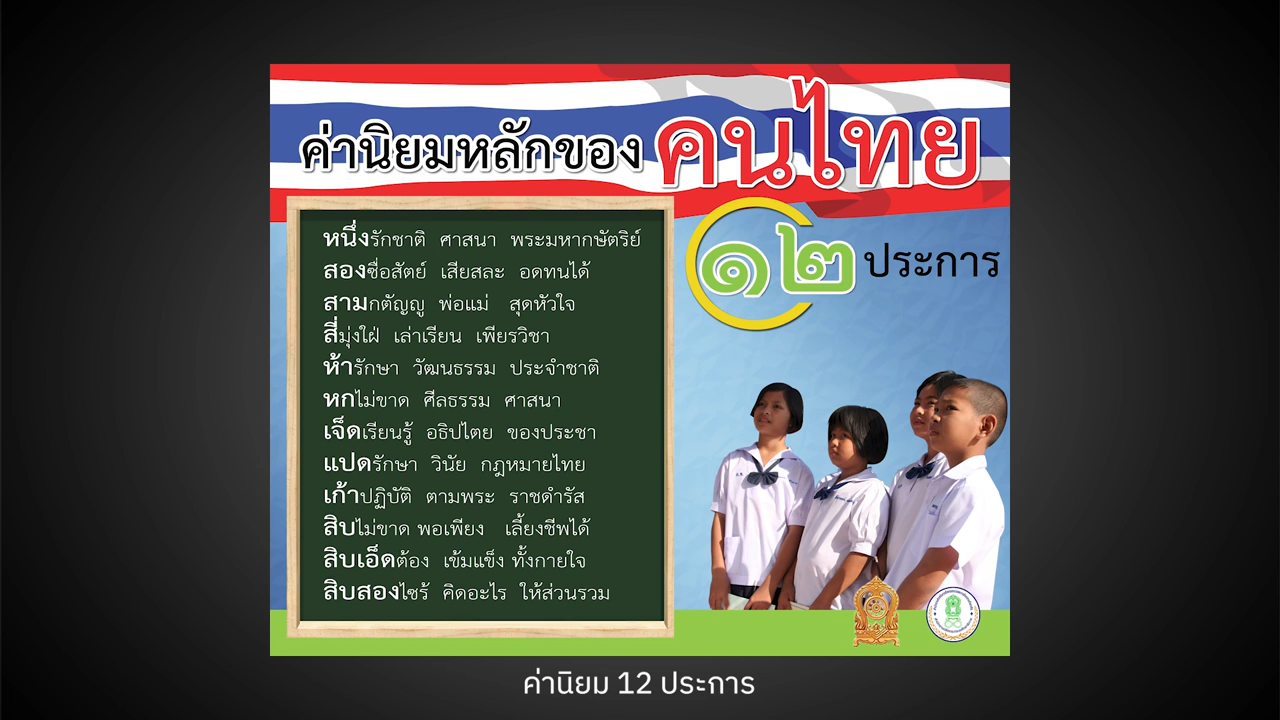 ค่านิยมหลักของ คนไทย
๑๒ ประการ
หนึ่งรักชาติ ศาสนา พระมหากษัตริย์
สองซื่อสัตย์ เสียสละ อดทนได้
สามกตัญญู พ่อแม่ สุดหัวใจ
สี่มุ่งใฝ่ เล่าเรียน เพียรวิชา
ห้ารักษา วัฒนธรรม ประจำชาติ
หกไม่ขาด ศีลธรรม ศาสนา
เจ็ดเรียนรู้ อธิปไตย ของประชา
แปดรักษา วินัย กฎหมายไทย
เก้าปฏิบัติ ตามพระ ราชดำรัส
สิบไม่ขาด พอเพียง เลี้ยงชีพได้
สิบเอ็ดต้อง เข้มแข็ง ทั้งกายใจ
สิบสองไซร้ คิดอะไร ให้ส่วนรวม
ค่านิยม 12 ประการ